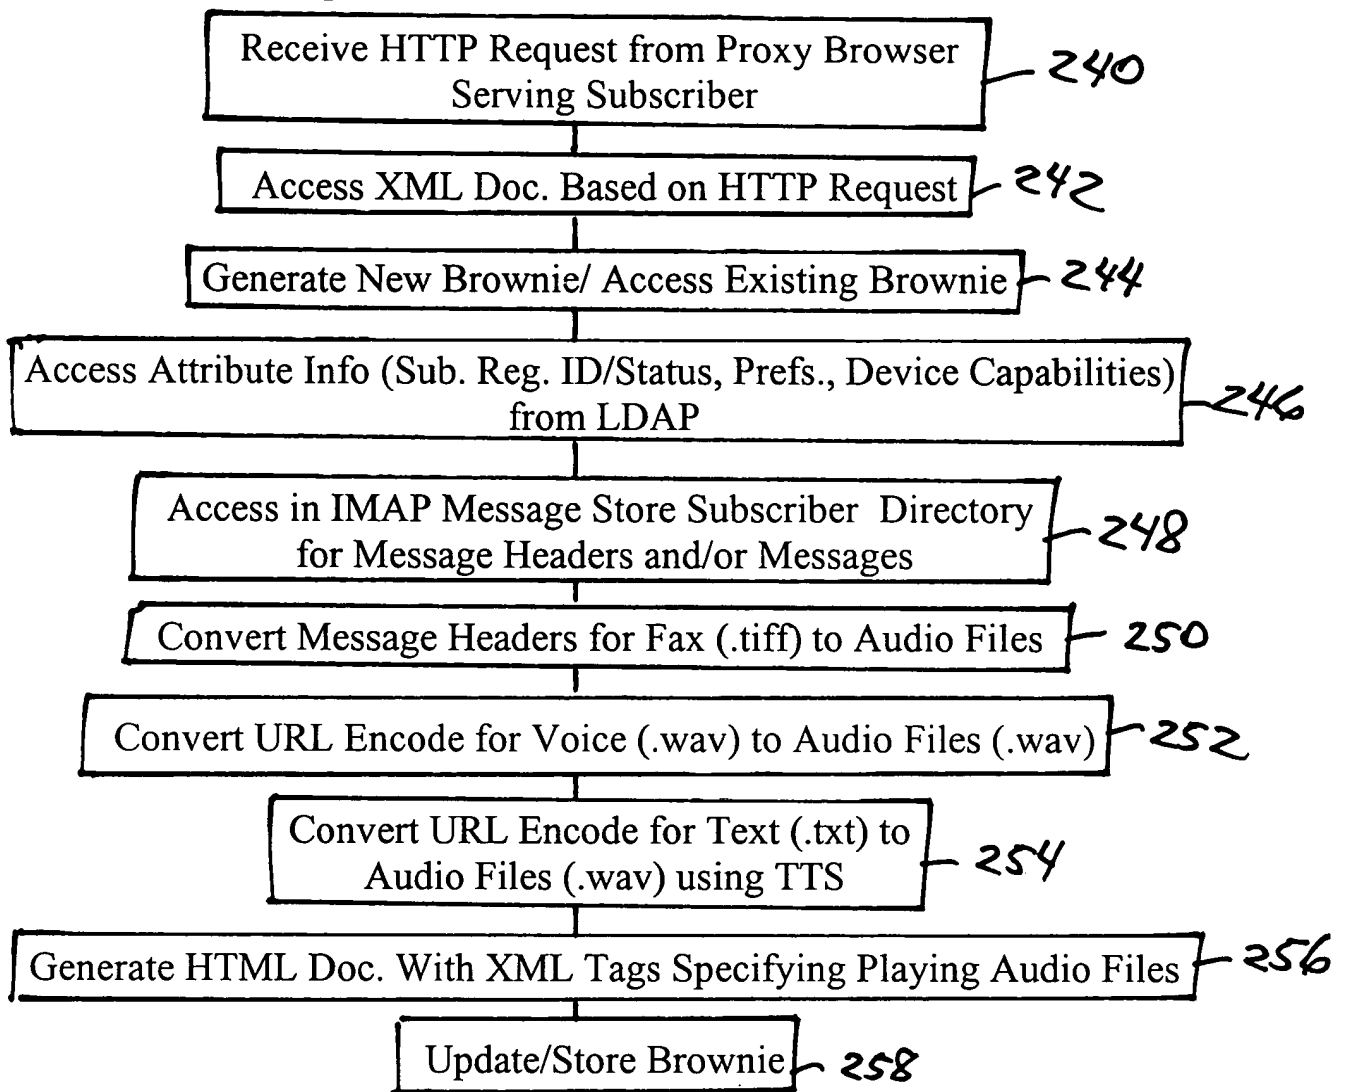 Receive HTTP Request from Proxy Browser
Serving Subscriber
240
Access XML Doc. Based on HTTP Request
242
Generate New Brownie/ Access Existing Brownie
244
Access Attribute Info (Sub. Reg. ID/Status, Prefs., Device Capabilities)
from LDAP
246
Access in IMAP Message Store Subscriber Directory
for Message Headers and/or Messages
248
Convert Message Headers for Fax (.tiff) to Audio Files
250
Convert URL Encode for Voice (.wav) to Audio Files (.wav)
252
Convert URL Encode for Text (.txt) to
Audio Files (.wav) using TTS
254
Generate HTML Doc. With XML Tags Specifying Playing Audio Files
256
Update/Store Brownie
258